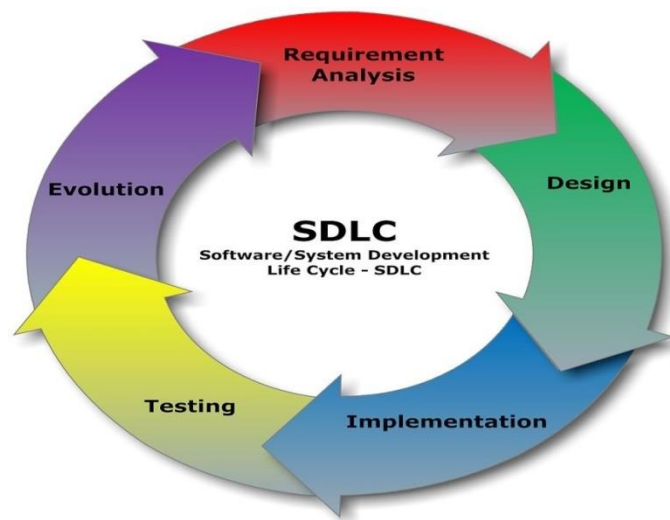 Requirement
Analysis
Design
Implementation
Testing
Evolution
SDLC
Software/System Development
Life Cycle - SDLC